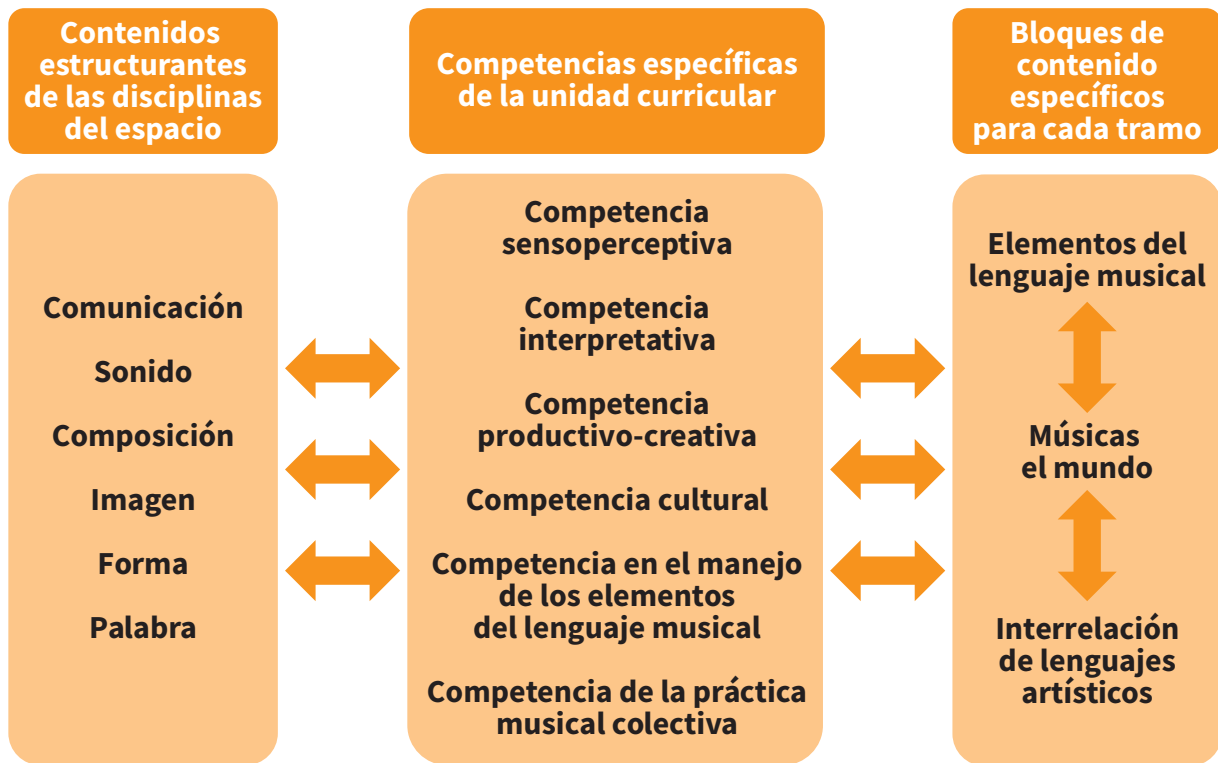 Contenidos
estructurantes
de las disciplinas
del espacio
Competencias específicas
de la unidad curricular
Bloques de
contenido
específicos
para cada tramo
Comunicación
Sonido
Composición
Imagen
Forma
Palabra
Competencia
sensoperceptiva
Competencia
interpretativa
Competencia
productivo-creativa
Competencia cultural
Competencia en el manejo
de los elementos
del lenguaje musical
Competencia de la práctica
musical colectiva
Elementos del
lenguaje musical
Músicas
el mundo
Interrelación
de lenguajes
artísticos